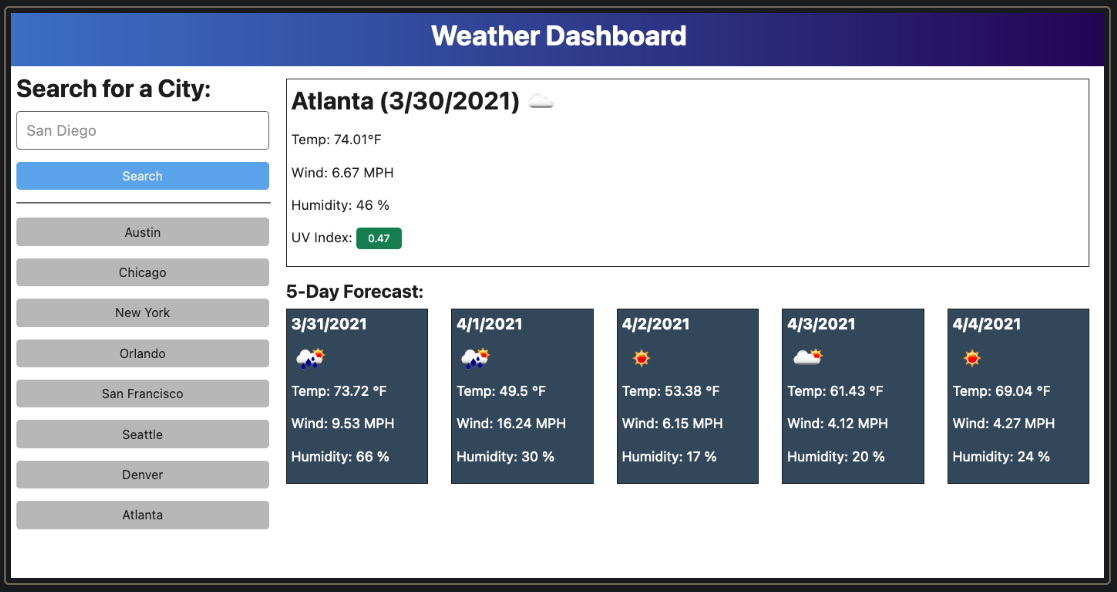 Weather Dashboard
Search for a City:
San Diego
Search
Austin
Chicago
New York
Orlando
San Francisco
Seattle
Denver
Atlanta
Atlanta (3/30/2021)
Temp: 74.01°F
Wind: 6.67 MPH
Humidity: 46 %
UV Index: 0.47
5-Day Forecast:
3/31/2021
Temp: 73.72 °F
Wind: 9.53 MPH
Humidity: 66 %
4/1/2021
Temp: 49.5 °F
Wind: 16.24 MPH
Humidity: 30 %
4/2/2021
Temp: 53.38 °F
Wind: 6.15 MPH
Humidity: 17 %
4/3/2021
Temp: 61.43 °F
Wind: 4.12 MPH
Humidity: 20 %
4/4/2021
Temp: 69.04 °F
Wind: 4.27 MPH
Humidity: 24 %